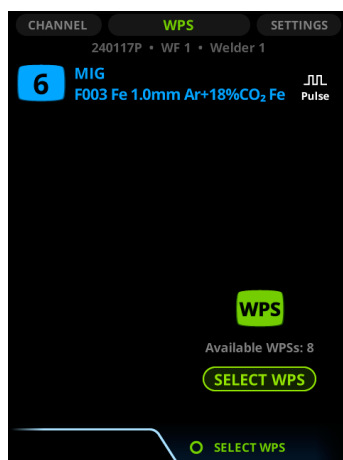 CHANNEL WPS SETTINGS
240117P • WF 1 • Welder 1
6 MIG
F003 Fe 1.0mm Ar+18%CO₂ Fe
Pulse
WPS
Available WPSs: 8
SELECT WPS
SELECT WPS